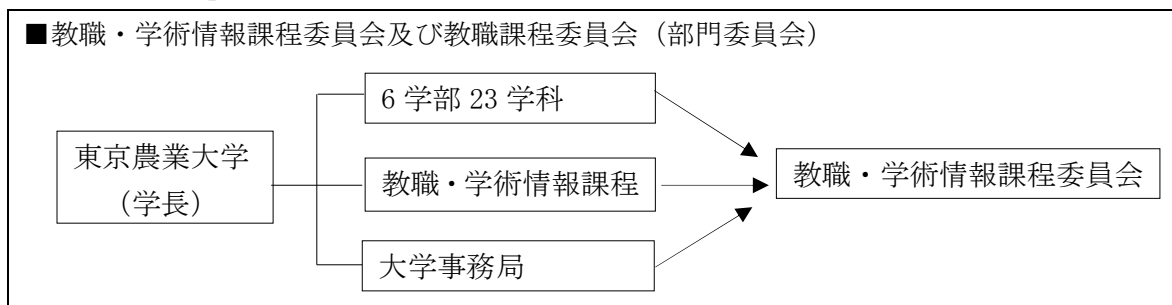 ■教職・学術情報課程委員会及び教職課程委員会（部門委員会）
6 学部 23 学科
東京農業大学
（学長）
教職・学術情報課程
教職・学術情報課程委員会
大学事務局